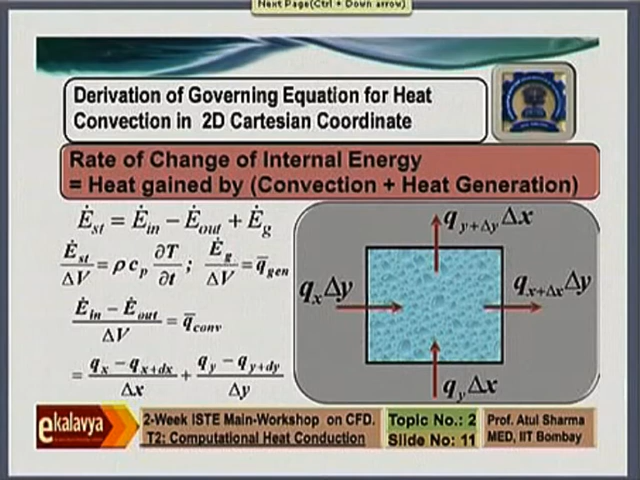 Next Page(Ctrl + Down arrow)
Derivation of Governing Equation for Heat
Convection in 2D Cartesian Coordinate
Rate of Change of Internal Energy
= Heat gained by (Convection + Heat Generation)
Ė_st = Ė_in − Ė_out + Ė_g
Ė_st / ΔV = ρ c_p ∂T/∂t ; Ė_g / ΔV = q̄_gen
(Ė_in − Ė_out) / ΔV = q̄_conv
= (q_x − q_{x+dx}) / Δx + (q_y − q_{y+dy}) / Δy
q_{y+Δy} Δx
q_x Δy
q_{x+Δx} Δy
q_y Δx
ekalavya
2-Week ISTE Main-Workshop on CFD.
T2: Computational Heat Conduction
Topic No.: 2
Slide No: 11
Prof. Atul Sharma
MED, IIT Bombay